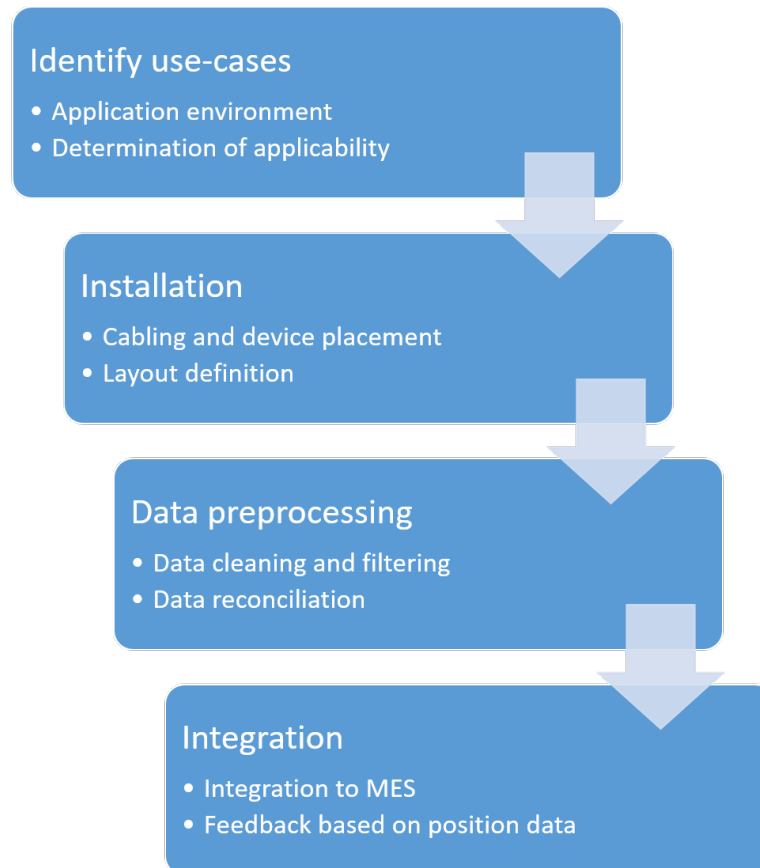 Identify use-cases
• Application environment
• Determination of applicability
Installation
• Cabling and device placement
• Layout definition
Data preprocessing
• Data cleaning and filtering
• Data reconciliation
Integration
• Integration to MES
• Feedback based on position data